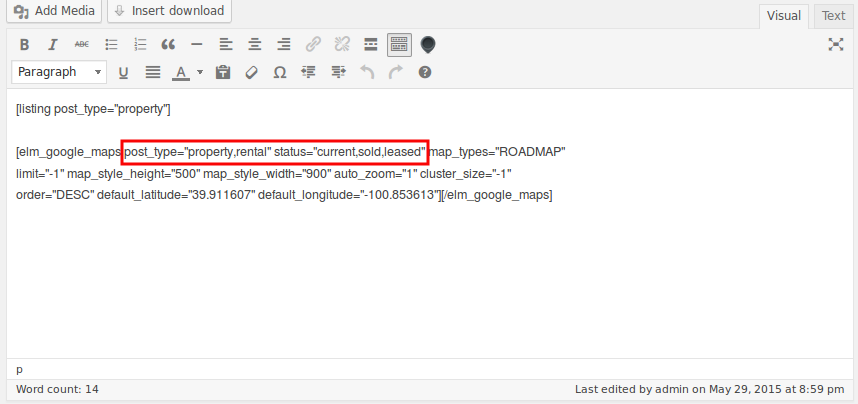 Add Media Insert download
Visual Text
B I ABC
Paragraph U A Ω ?
[listing post_type="property"]
[elm_google_maps post_type="property,rental" status="current,sold,leased" map_types="ROADMAP"
limit="-1" map_style_height="500" map_style_width="900" auto_zoom="1" cluster_size="-1"
order="DESC" default_latitude="39.911607" default_longitude="-100.853613"][/elm_google_maps]
p
Word count: 14 Last edited by admin on May 29, 2015 at 8:59 pm